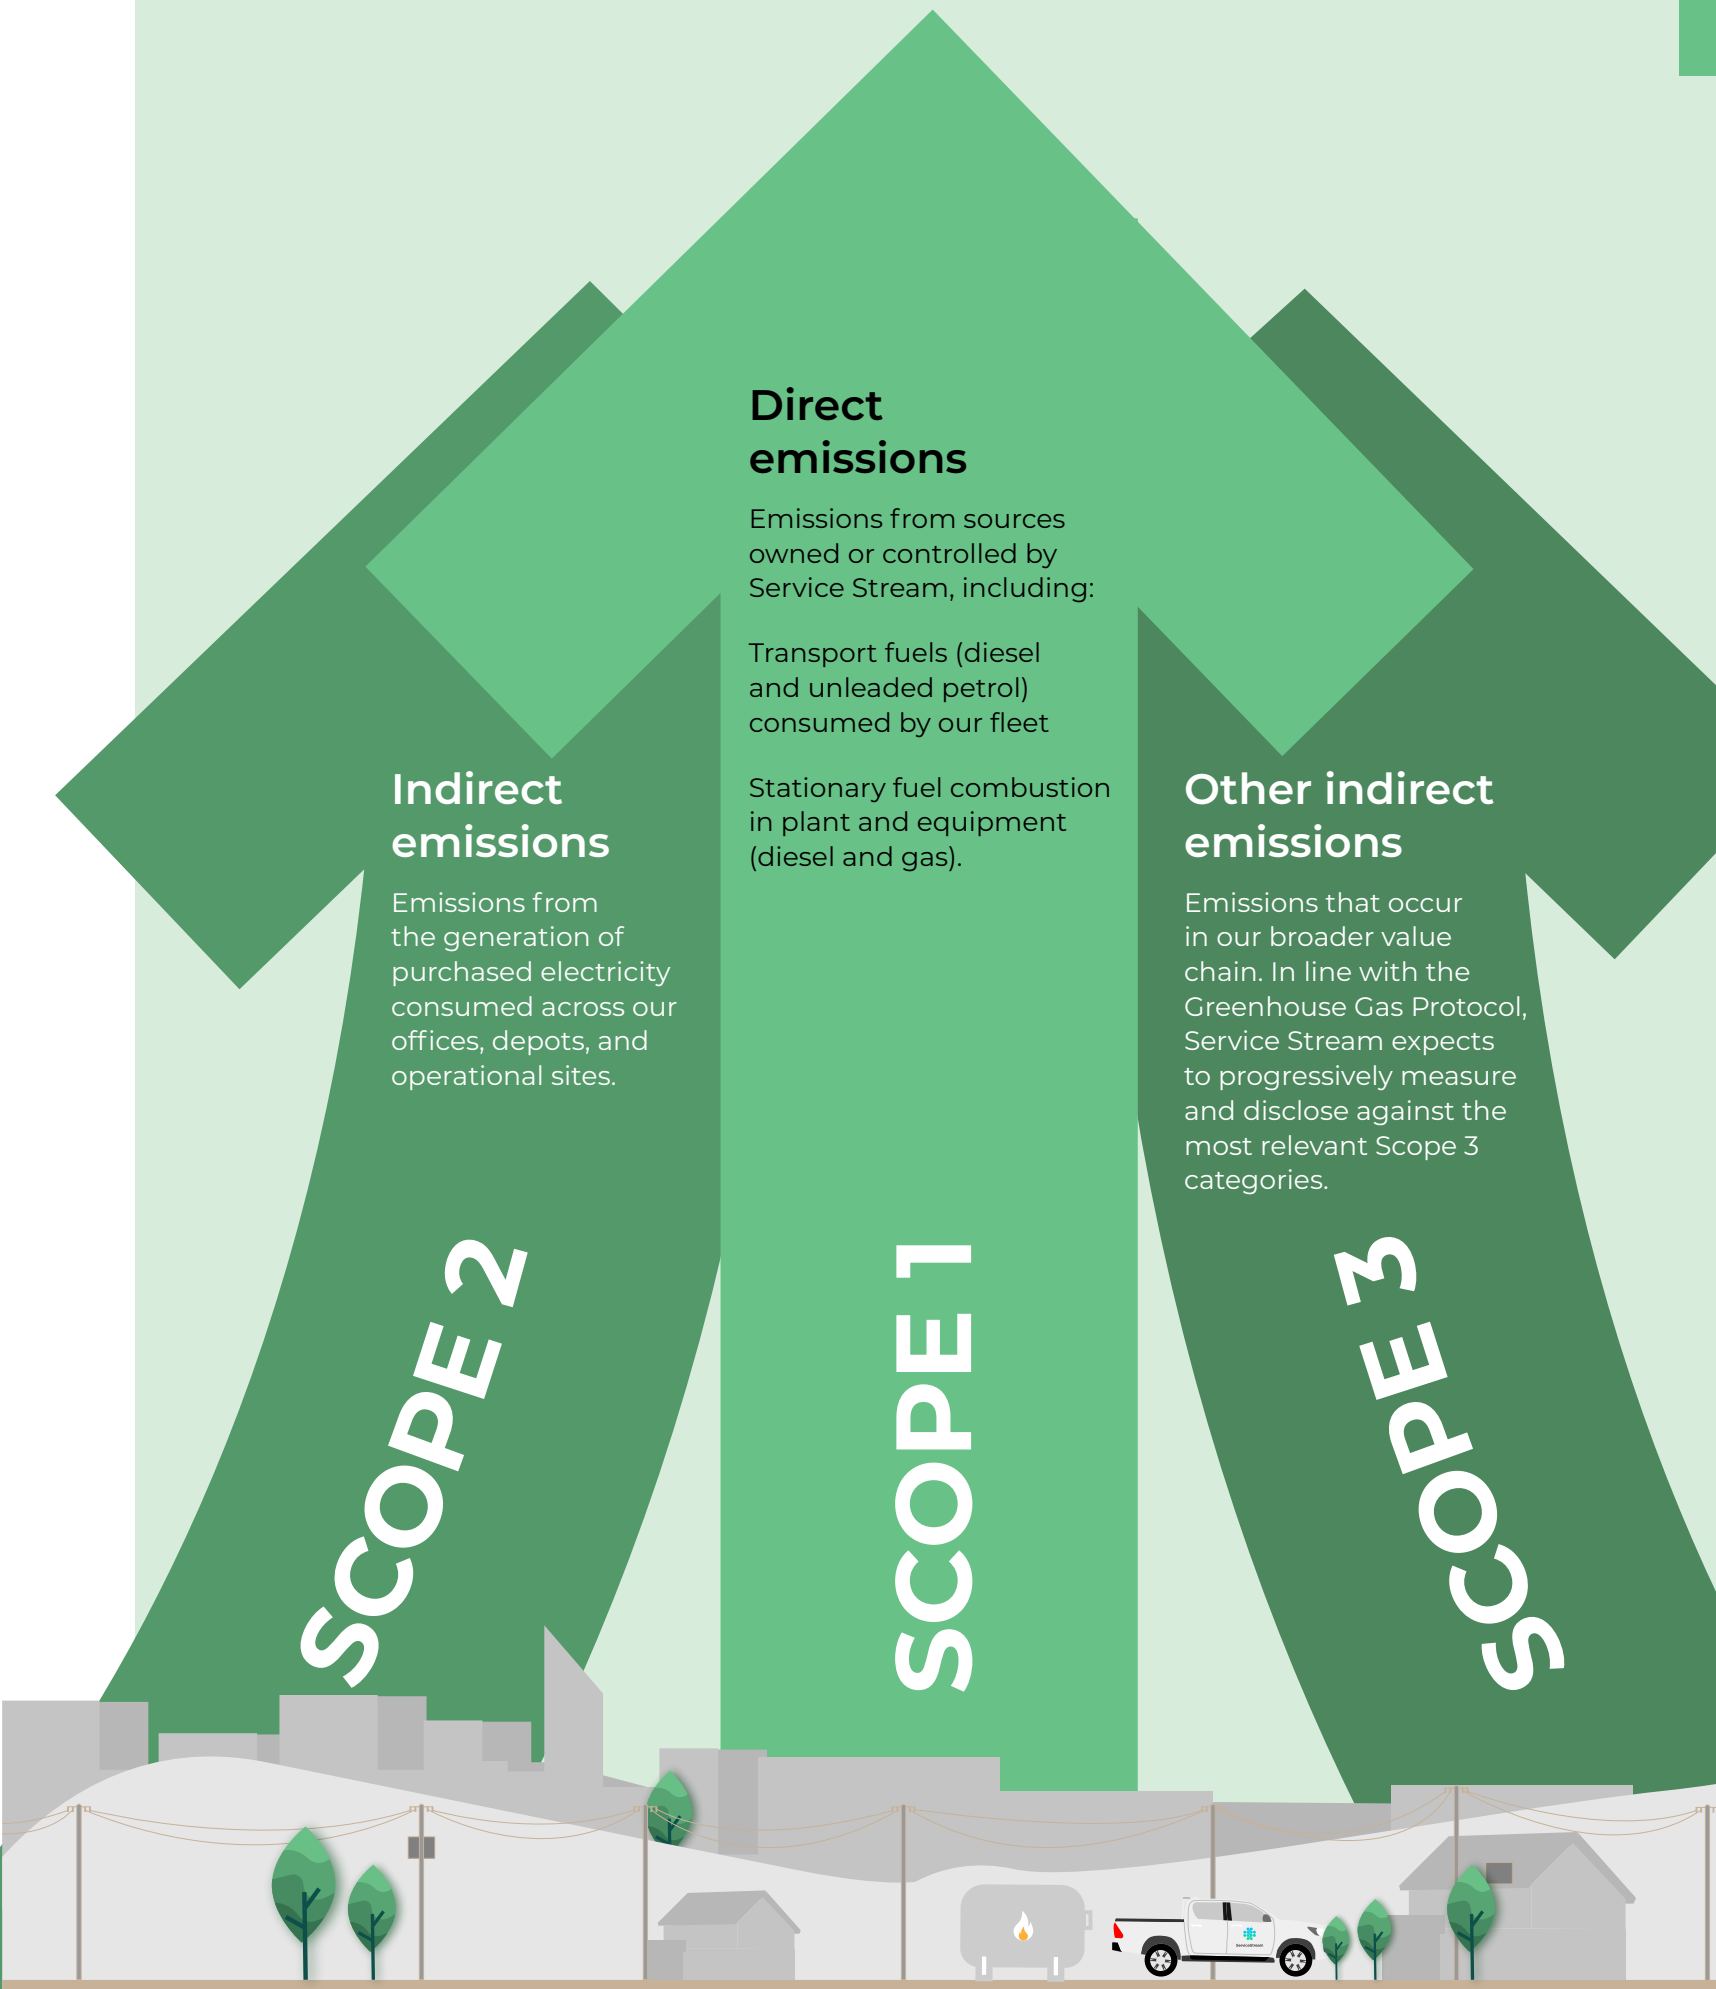 Direct
emissions
Emissions from sources
owned or controlled by
Service Stream, including:
Transport fuels (diesel
and unleaded petrol)
consumed by our fleet
Stationary fuel combustion
in plant and equipment
(diesel and gas).
Indirect
emissions
Emissions from
the generation of
purchased electricity
consumed across our
offices, depots, and
operational sites.
Other indirect
emissions
Emissions that occur
in our broader value
chain. In line with the
Greenhouse Gas Protocol,
Service Stream expects
to progressively measure
and disclose against the
most relevant Scope 3
categories.
SCOPE 2
SCOPE 1
SCOPE 3
ServiceStream